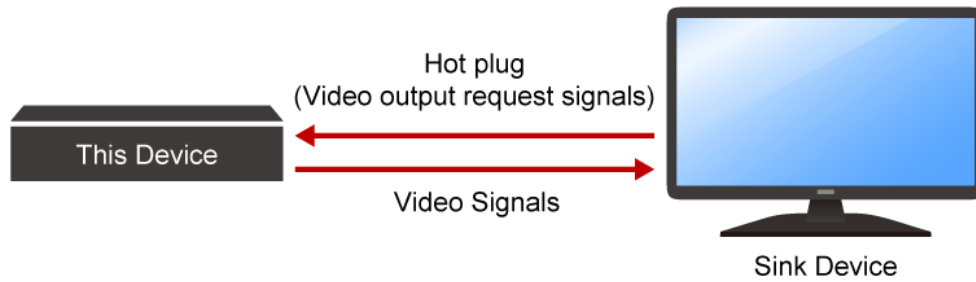 Hot plug
(Video output request signals)
This Device
Video Signals
Sink Device